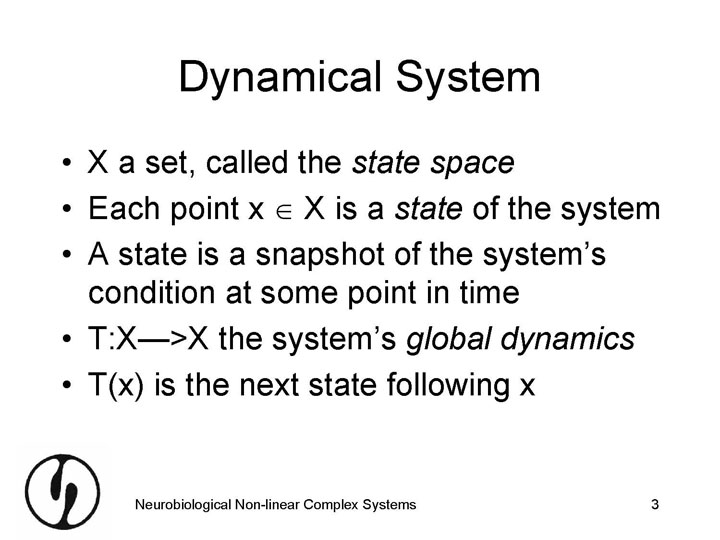 Dynamical System
• X a set, called the state space
• Each point x ∈ X is a state of the system
• A state is a snapshot of the system’s
condition at some point in time
• T:X—>X the system’s global dynamics
• T(x) is the next state following x
Neurobiological Non-linear Complex Systems 3